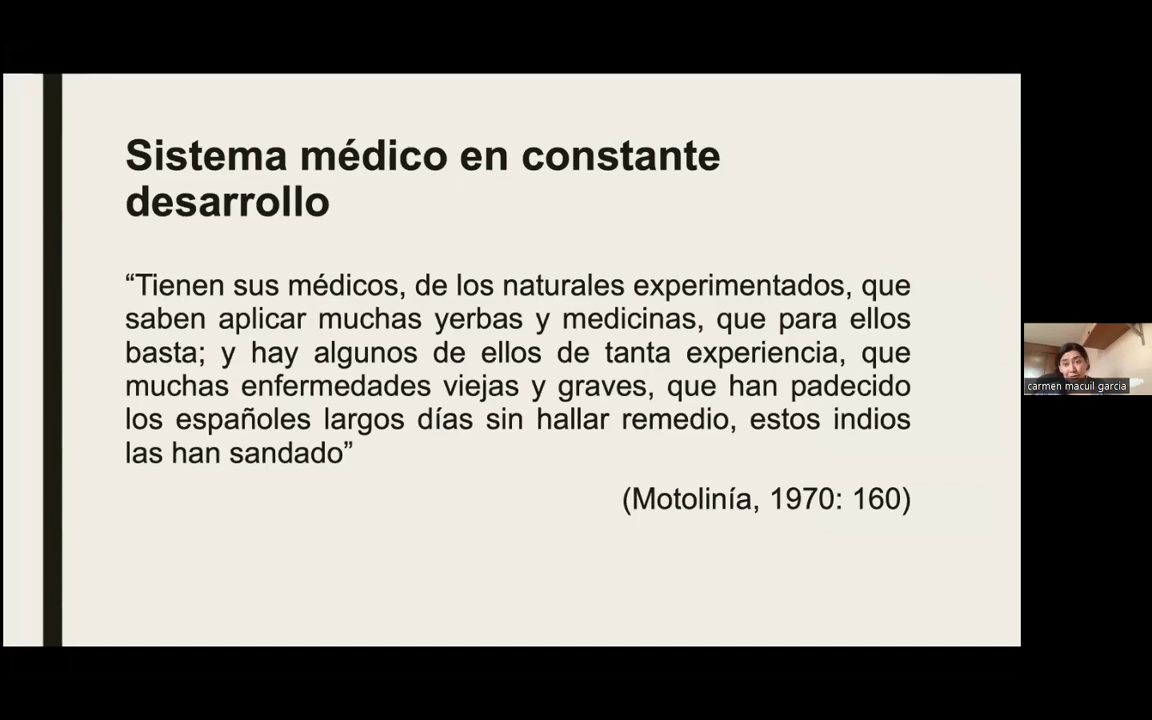 Sistema médico en constante
desarrollo
“Tienen sus médicos, de los naturales experimentados, que
saben aplicar muchas yerbas y medicinas, que para ellos
basta; y hay algunos de ellos de tanta experiencia, que
muchas enfermedades viejas y graves, que han padecido
los españoles largos días sin hallar remedio, estos indios
las han sandado”
(Motolinía, 1970: 160)
carmen macuil garcia